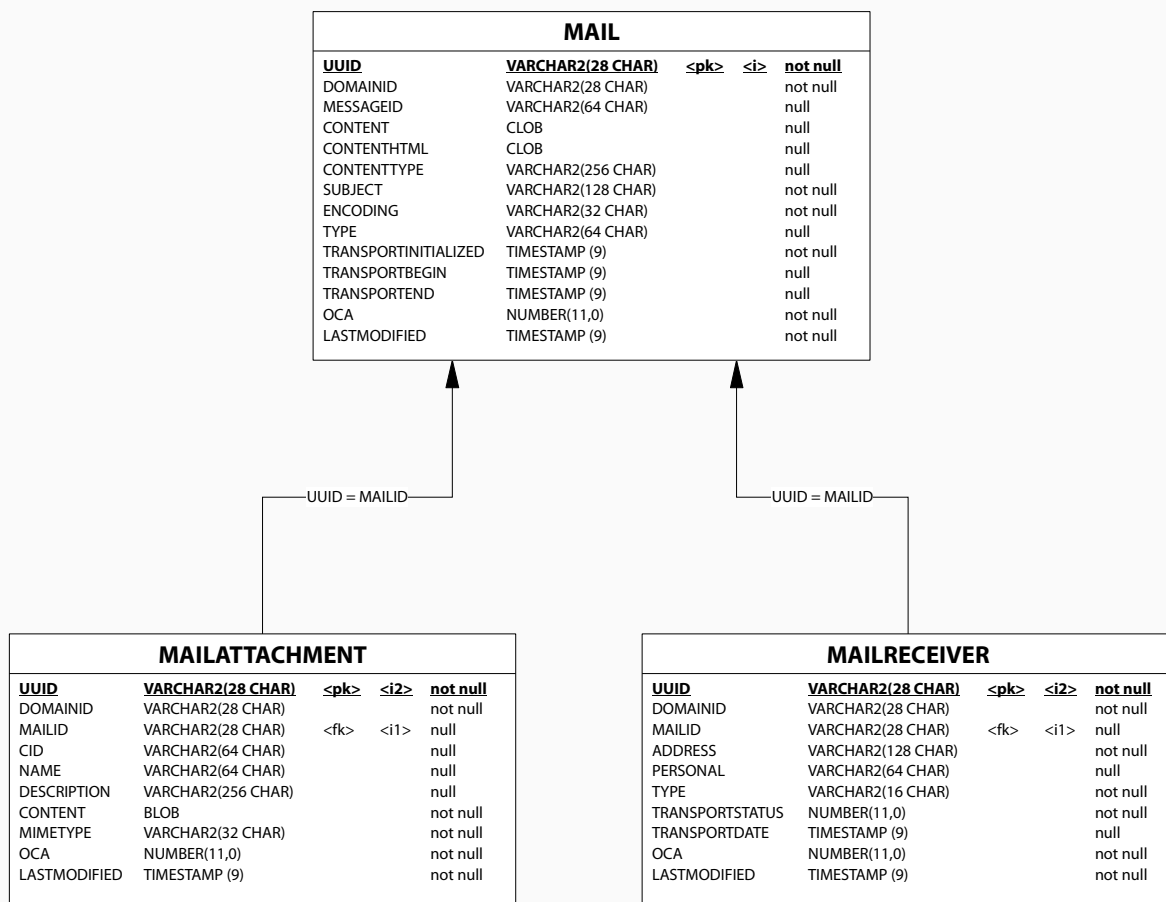 MAIL
UUID VARCHAR2(28 CHAR) <pk> <i> not null
DOMAINID VARCHAR2(28 CHAR) not null
MESSAGEID VARCHAR2(64 CHAR) null
CONTENT CLOB null
CONTENTHTML CLOB null
CONTENTTYPE VARCHAR2(256 CHAR) null
SUBJECT VARCHAR2(128 CHAR) not null
ENCODING VARCHAR2(32 CHAR) not null
TYPE VARCHAR2(64 CHAR) null
TRANSPORTINITIALIZED TIMESTAMP (9) not null
TRANSPORTBEGIN TIMESTAMP (9) null
TRANSPORTEND TIMESTAMP (9) null
OCA NUMBER(11,0) not null
LASTMODIFIED TIMESTAMP (9) not null
UUID = MAILID
UUID = MAILID
MAILATTACHMENT
UUID VARCHAR2(28 CHAR) <pk> <i2> not null
DOMAINID VARCHAR2(28 CHAR) not null
MAILID VARCHAR2(28 CHAR) <fk> <i1> null
CID VARCHAR2(64 CHAR) null
NAME VARCHAR2(64 CHAR) null
DESCRIPTION VARCHAR2(256 CHAR) null
CONTENT BLOB not null
MIMETYPE VARCHAR2(32 CHAR) not null
OCA NUMBER(11,0) not null
LASTMODIFIED TIMESTAMP (9) not null
MAILRECEIVER
UUID VARCHAR2(28 CHAR) <pk> <i2> not null
DOMAINID VARCHAR2(28 CHAR) not null
MAILID VARCHAR2(28 CHAR) <fk> <i1> null
ADDRESS VARCHAR2(128 CHAR) not null
PERSONAL VARCHAR2(64 CHAR) null
TYPE VARCHAR2(16 CHAR) not null
TRANSPORTSTATUS NUMBER(11,0) not null
TRANSPORTDATE TIMESTAMP (9) null
OCA NUMBER(11,0) not null
LASTMODIFIED TIMESTAMP (9) not null